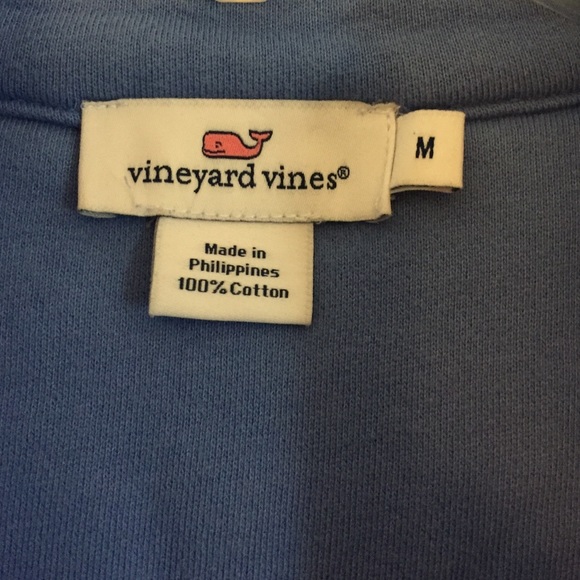 vineyard vines®
M
Made in
Philippines
100% Cotton